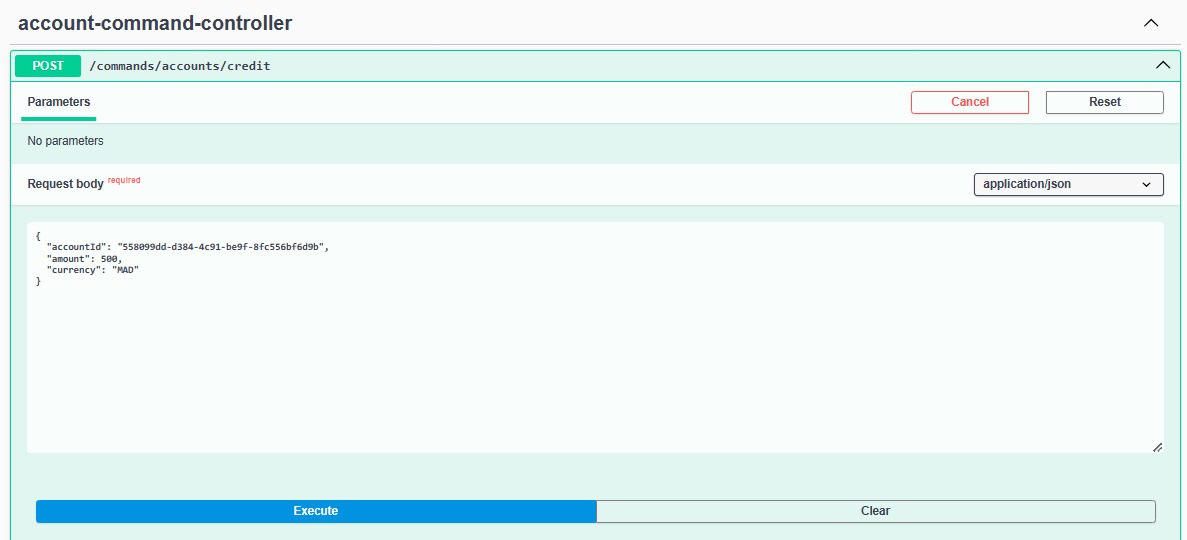 account-command-controller
POST /commands/accounts/credit
Parameters
Cancel
Reset
No parameters
Request body required
application/json
{
"accountId": "558099dd-d384-4c91-be9f-8fc556bf6d9b",
"amount": 500,
"currency": "MAD"
}
Execute
Clear